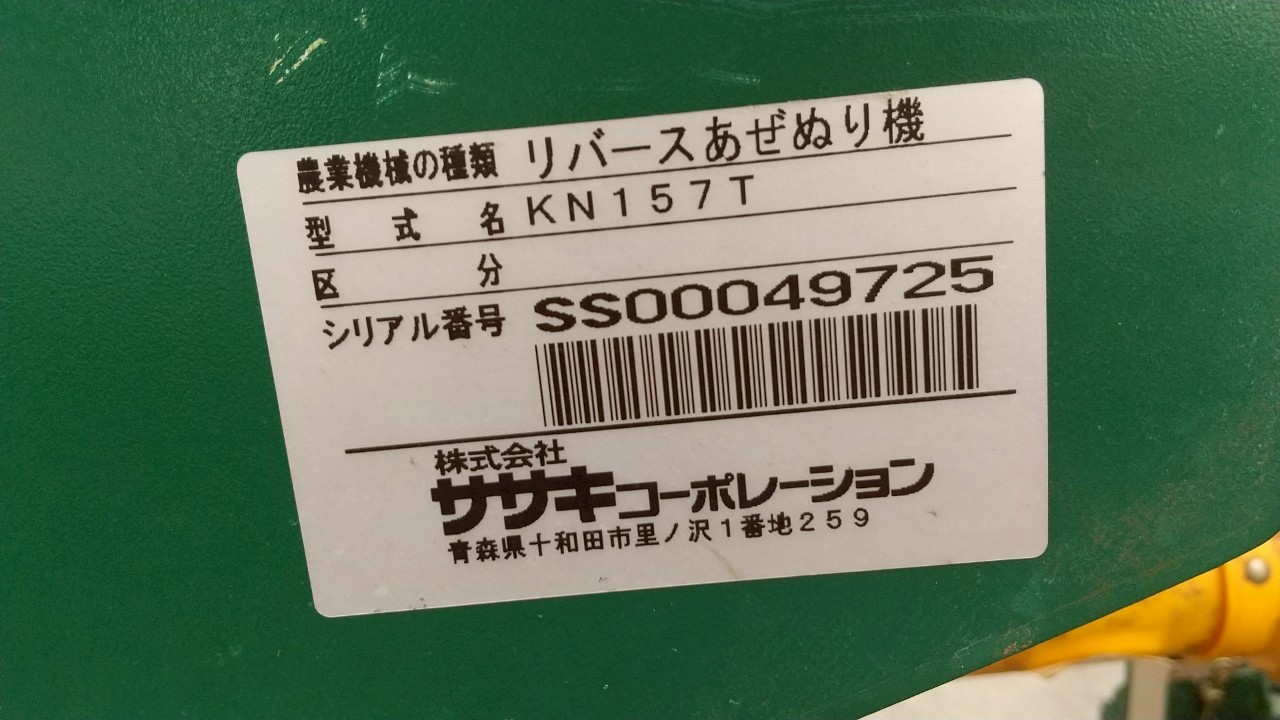 農業機械の種類 リバースあぜぬり機
型式名 KN157T
区分
シリアル番号 SS00049725
株式会社
ササキコーポレーション
青森県十和田市里ノ沢1番地259